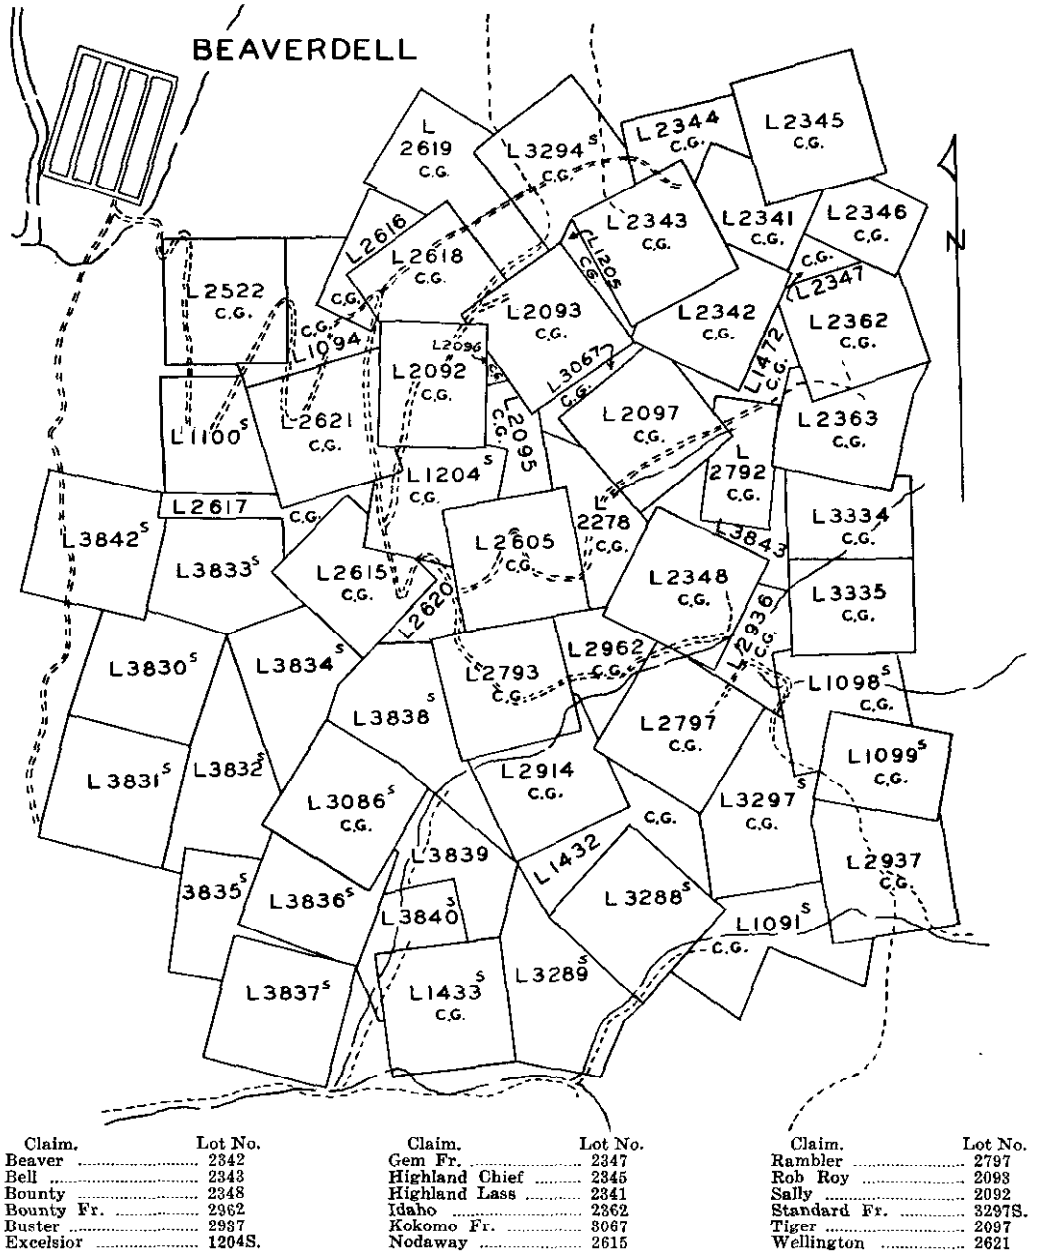 BEAVERDELL
L 2344
C.G.
L 2345
C.G.
L
2619
C.G.
L 3294 S
C.G.
L 2616
C.G.
L 2618
C.G.
L 2343
C.G.
L 2341
C.G.
L 2346
C.G.
N
L 1205
C.G.
C.G.
L 2347
L 2522
C.G.
L 2093
C.G.
L 2342
C.G.
L 2362
C.G.
C.G.
L 1094
L 2096
C.G.
L 2092
C.G.
L 3067
C.G.
L 1472
C.G.
L 1100 S
L 2621
C.G.
L 2095
C.G.
L 2097
C.G.
L 2363
C.G.
L 1204 S
C.G.
L
2792
C.G.
L 2617
C.G.
L
2278
C.G.
L 3334
C.G.
L 3842 S
L 3833 S
L 2615
C.G.
L 2605
C.G.
L 3843
L 2348
C.G.
L 3335
C.G.
L 2620
L 2936
C.G.
L 3830 S
L 3834 S
L 2793
C.G.
L 2962
C.G.
L 1098 S
C.G.
L 3838 S
L 2797
C.G.
L 3831 S
L 3832 S
L 2914
C.G.
L 1099 S
C.G.
L 3086 S
C.G.
L 3297 S
C.G.
C.G.
L 3839
L 1432
L 2937
C.G.
3835 S
L 3836 S
L 3840 S
L 3288 S
L 1091 S
C.G.
L 3837 S
L 1433 S
C.G.
L 3289 S
Claim. Lot No.
Beaver 2342
Bell 2343
Bounty 2348
Bounty Fr. 2962
Buster 2937
Excelsior 1204S.
Claim. Lot No.
Gem Fr. 2347
Highland Chief 2345
Highland Lass 2341
Idaho 2362
Kokomo Fr. 3067
Nodaway 2615
Claim. Lot No.
Rambler 2797
Rob Roy 2093
Sally 2092
Standard Fr. 3297S.
Tiger 2097
Wellington 2621